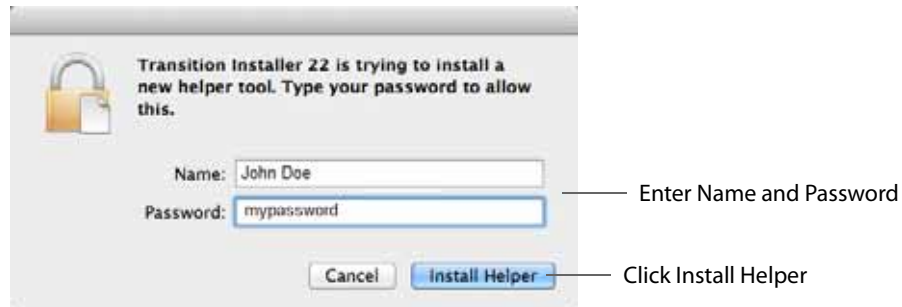 Transition Installer 22 is trying to install a
new helper tool. Type your password to allow
this.
Name: John Doe
Password: mypassword
Enter Name and Password
Cancel
Install Helper
Click Install Helper